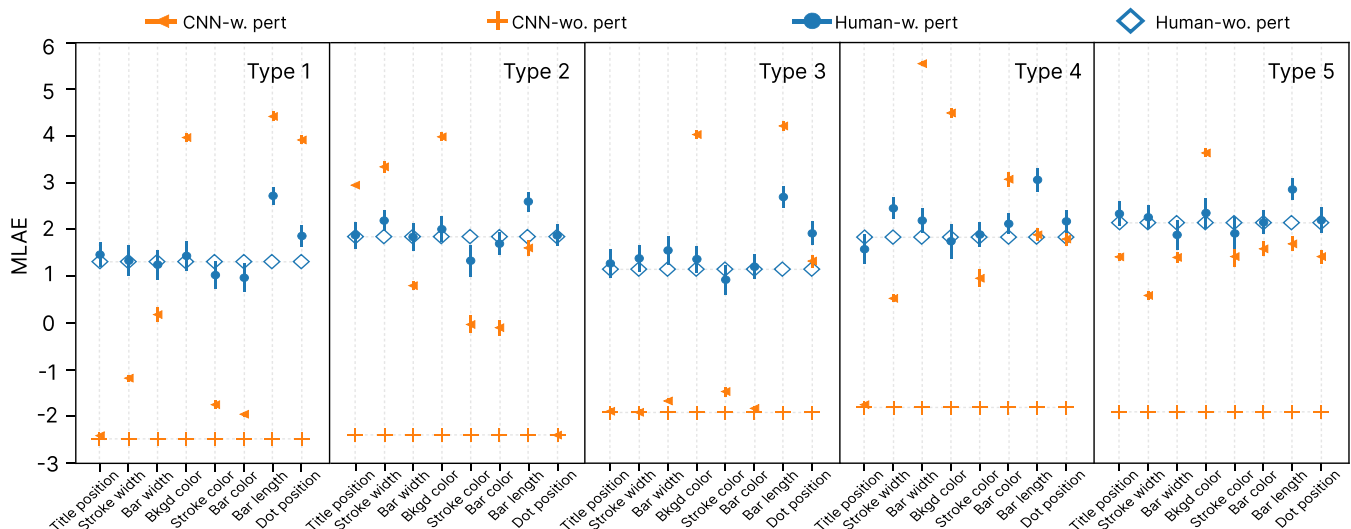 CNN-w. pert CNN-wo. pert Human-w. pert Human-wo. pert
MLAE
6
5
4
3
2
1
0
-1
-2
-3
Type 1 Type 2 Type 3 Type 4 Type 5
Title position Stroke width Bar width Bkgd color Stroke color Bar color Bar length Dot position
Title position Stroke width Bar width Bkgd color Stroke color Bar color Bar length Dot position
Title position Stroke width Bar width Bkgd color Stroke color Bar color Bar length Dot position
Title position Stroke width Bar width Bkgd color Stroke color Bar color Bar length Dot position
Title position Stroke width Bar width Bkgd color Stroke color Bar color Bar length Dot position